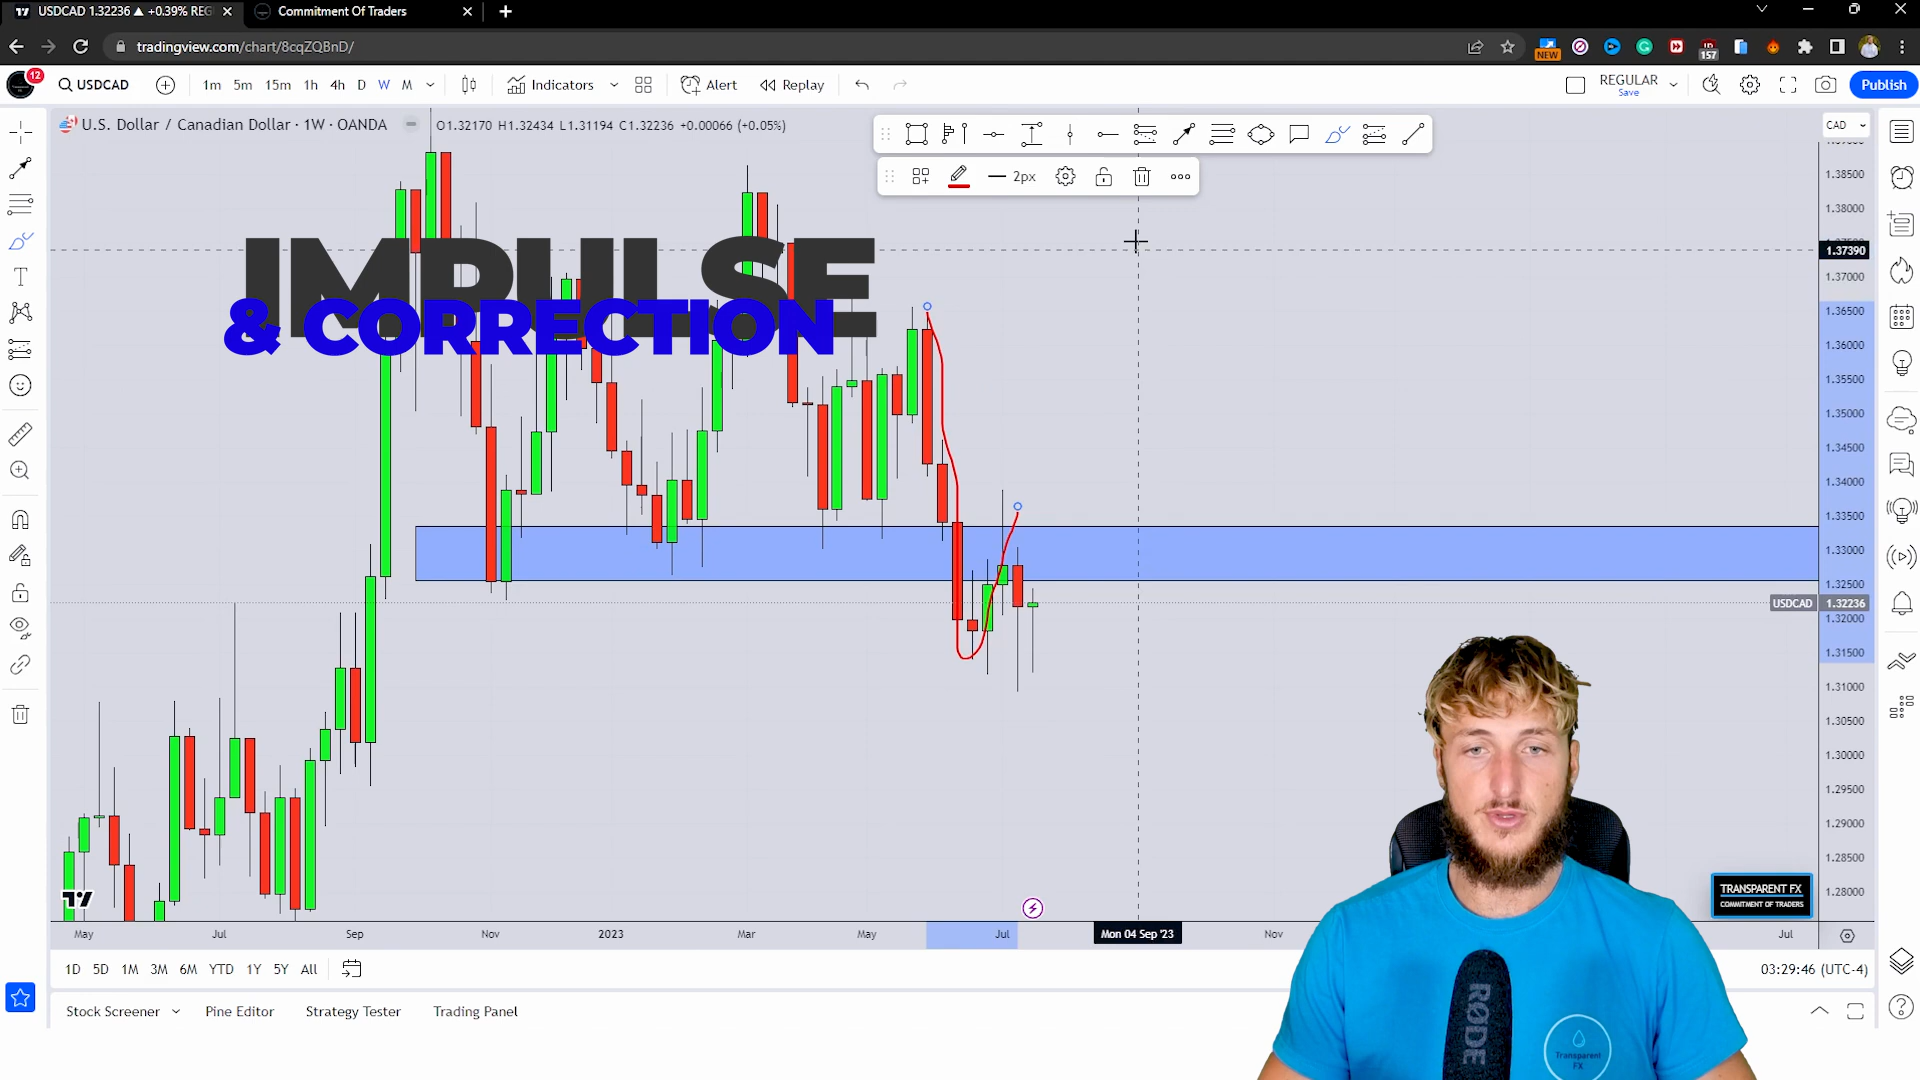 USDCAD 1.32236 ▲ +0.39% REG
Commitment Of Traders
tradingview.com/chart/8cqZQBnD/
NEW
157
12
USDCAD
1m 5m 15m 1h 4h D W M
Indicators
Alert
Replay
REGULAR
Save
Publish
U.S. Dollar / Canadian Dollar · 1W · OANDA
O1.32170 H1.32434 L1.31194 C1.32236 +0.00066 (+0.05%)
CAD
2px
IMPULSE
& CORRECTION
1.38500
1.38000
1.37390
1.37000
1.36500
1.36000
1.35500
1.35000
1.34500
1.34000
1.33500
1.33000
1.32500
USDCAD 1.32236
1.32000
1.31500
1.31000
1.30500
1.30000
1.29500
1.29000
1.28500
1.28000
TRANSPARENT FX
COMMITMENT OF TRADERS
May Jul Sep Nov 2023 Mar May Jul Mon 04 Sep '23 Nov Jul
1D 5D 1M 3M 6M YTD 1Y 5Y All
03:29:46 (UTC-4)
Stock Screener Pine Editor Strategy Tester Trading Panel
RØDE
Transparent
FX